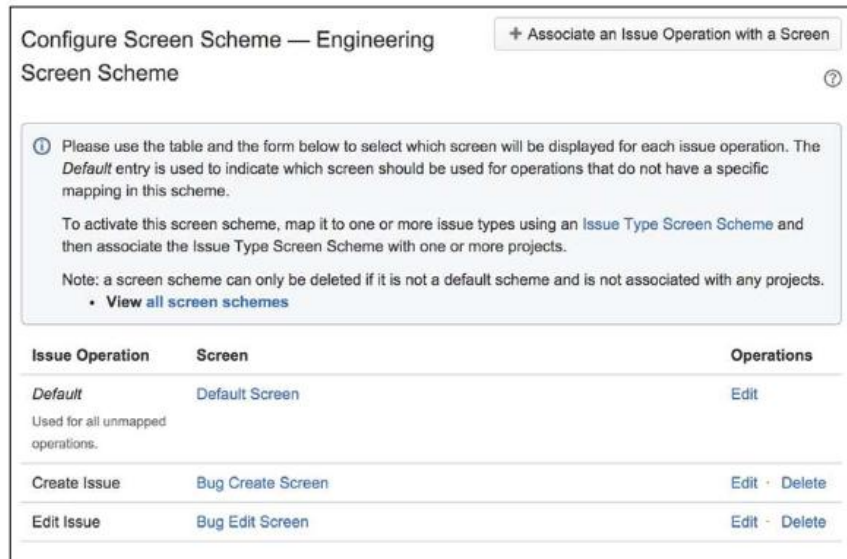 Configure Screen Scheme — Engineering
Screen Scheme
+ Associate an Issue Operation with a Screen
Please use the table and the form below to select which screen will be displayed for each issue operation. The
Default entry is used to indicate which screen should be used for operations that do not have a specific
mapping in this scheme.
To activate this screen scheme, map it to one or more issue types using an Issue Type Screen Scheme and
then associate the Issue Type Screen Scheme with one or more projects.
Note: a screen scheme can only be deleted if it is not a default scheme and is not associated with any projects.
• View all screen schemes
Issue Operation Screen Operations
Default Default Screen Edit
Used for all unmapped
operations.
Create Issue Bug Create Screen Edit · Delete
Edit Issue Bug Edit Screen Edit · Delete